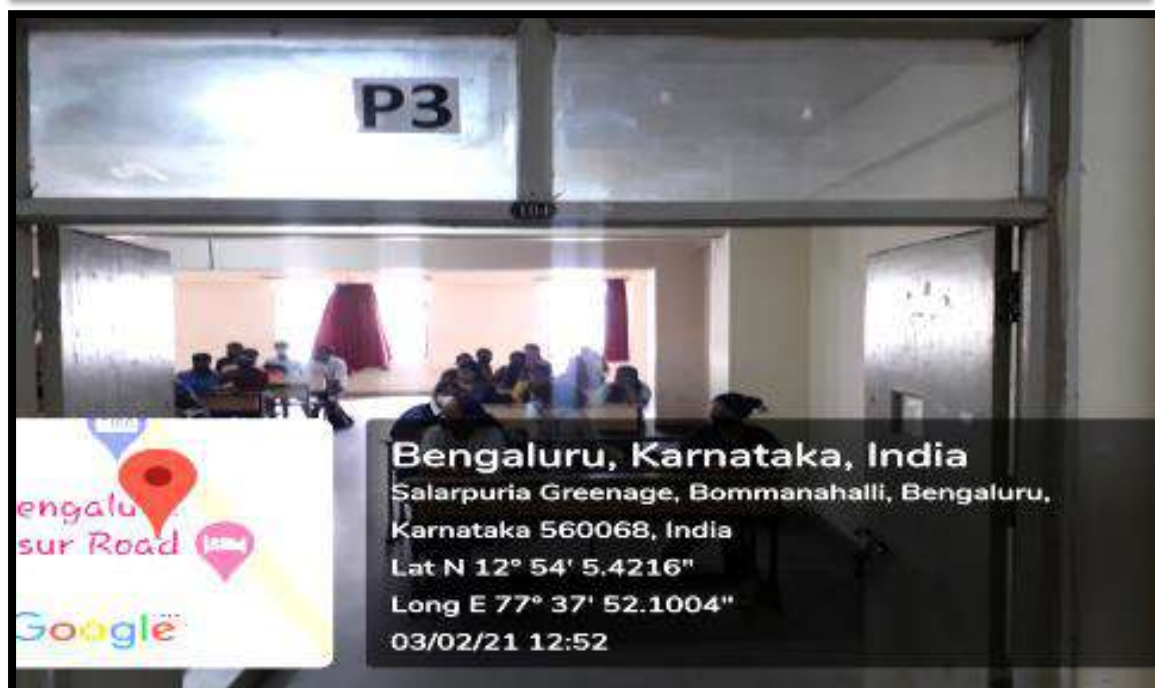 P3
Bengaluru, Karnataka, India
Salarpuria Greenage, Bommanahalli, Bengaluru,
Karnataka 560068, India
Lat N 12° 54' 5.4216"
Long E 77° 37' 52.1004"
03/02/21 12:52
engalu
sur Road
Google